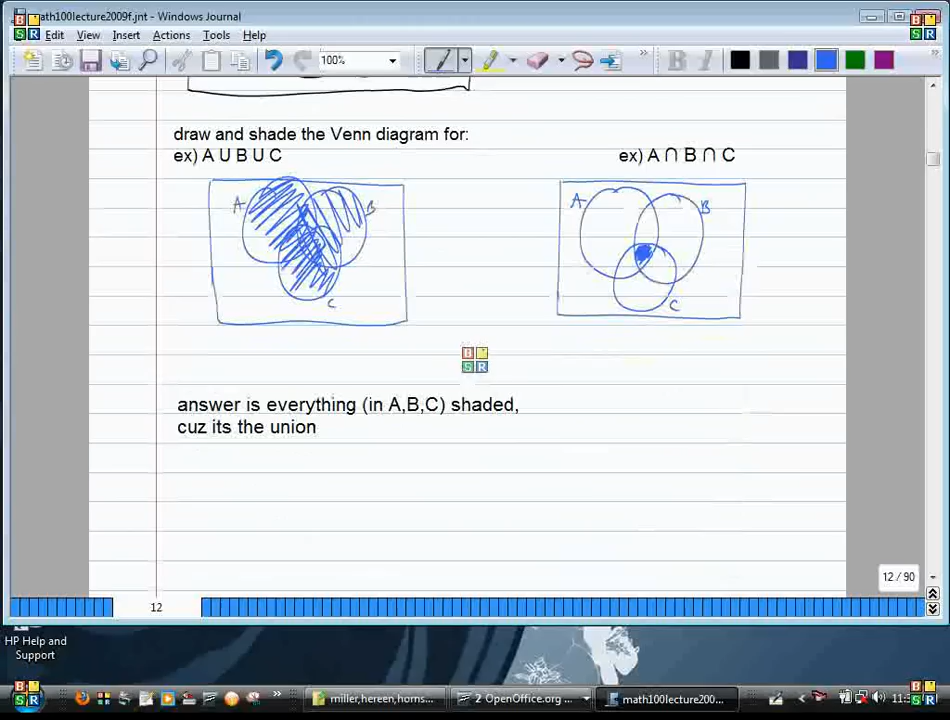 math100lecture2009f.jnt - Windows Journal
Edit View Insert Actions Tools Help
100%
B I
draw and shade the Venn diagram for:
ex) A U B U C
ex) A ∩ B ∩ C
A
B
C
A
B
C
B
S R
answer is everything (in A,B,C) shaded,
cuz its the union
12 / 90
12
HP Help and
Support
miller,hereen,horns...
2 OpenOffice.org ...
math100lecture200...